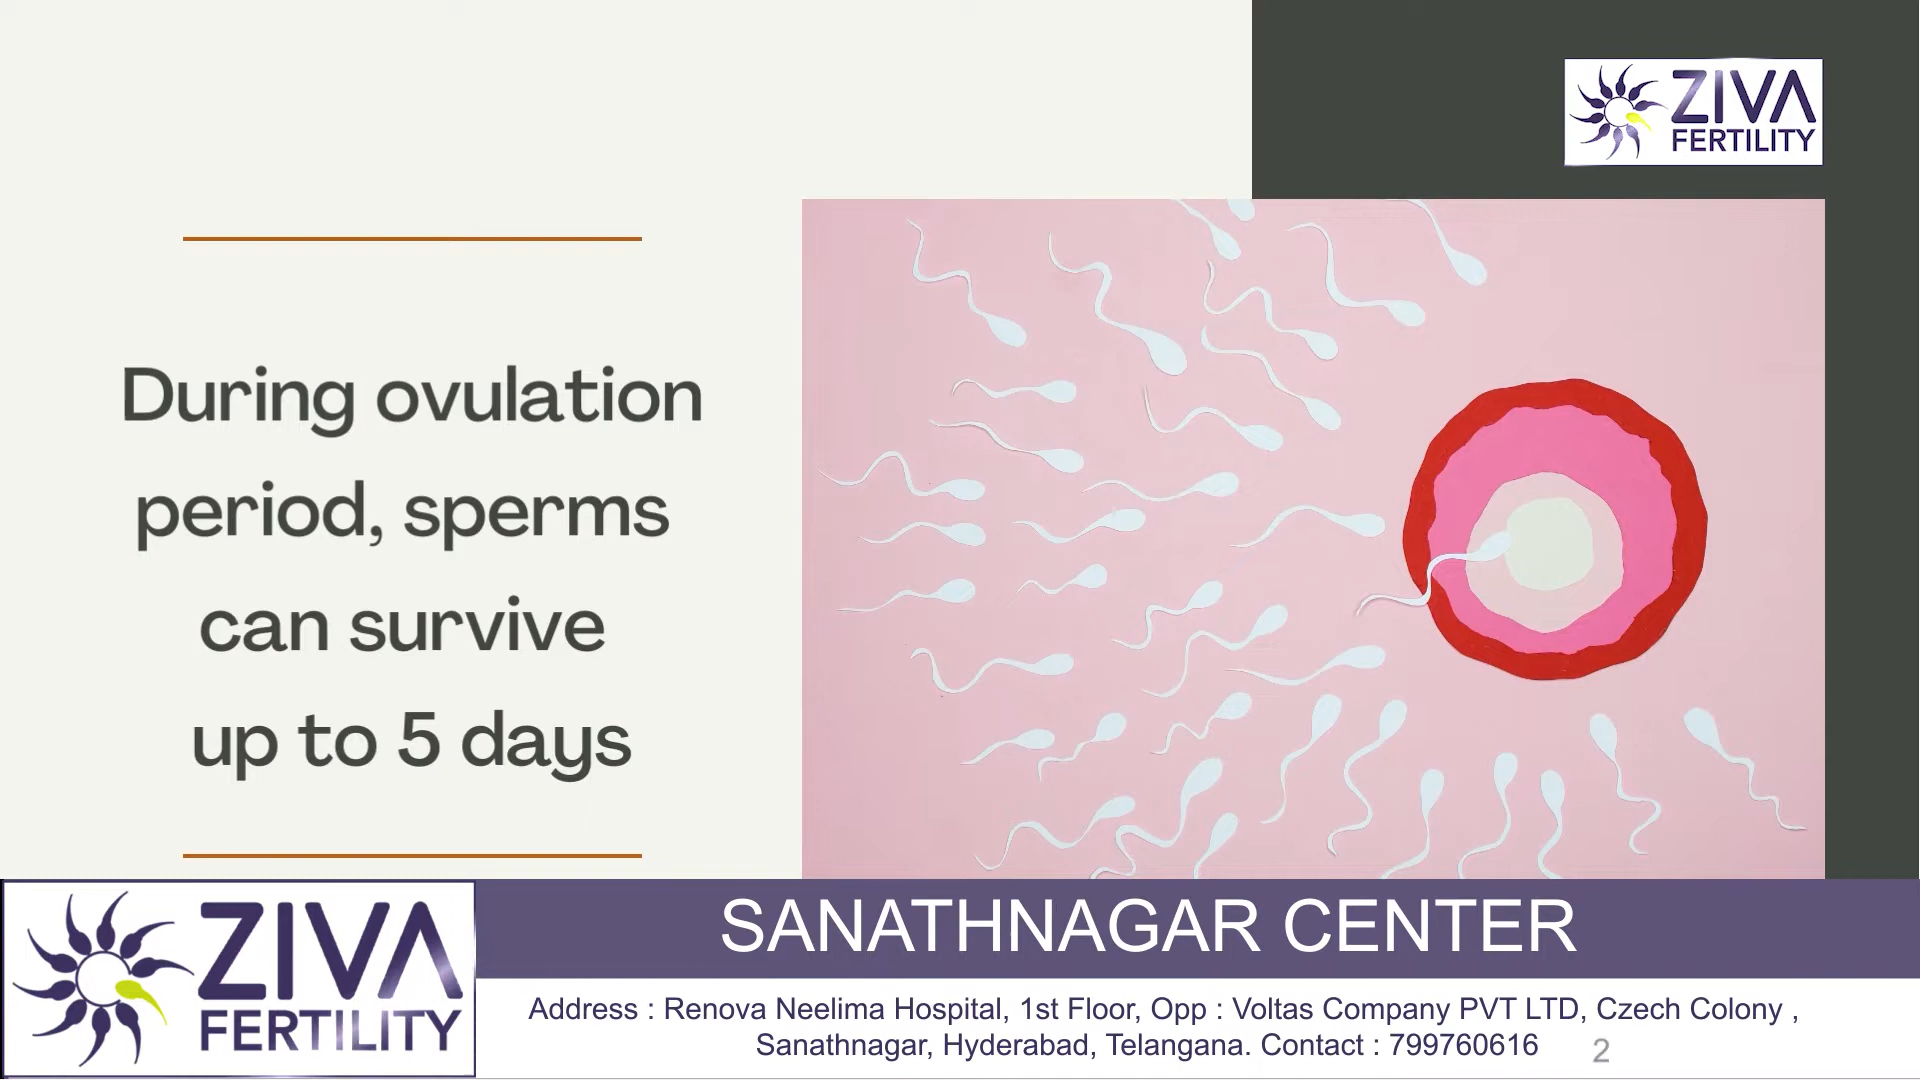 ZIVA
FERTILITY
During ovulation
period, sperms
can survive
up to 5 days
ZIVA
FERTILITY
SANATHNAGAR CENTER
Address : Renova Neelima Hospital, 1st Floor, Opp : Voltas Company PVT LTD, Czech Colony ,
Sanathnagar, Hyderabad, Telangana. Contact : 799760616
2